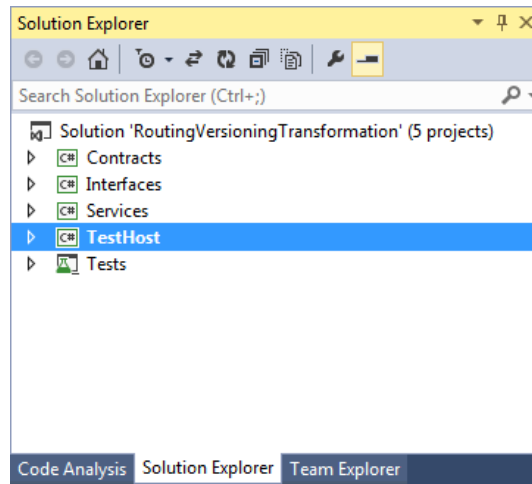 Solution Explorer
Search Solution Explorer (Ctrl+;)
Solution 'RoutingVersioningTransformation' (5 projects)
C# Contracts
C# Interfaces
C# Services
C# TestHost
Tests
Code Analysis Solution Explorer Team Explorer